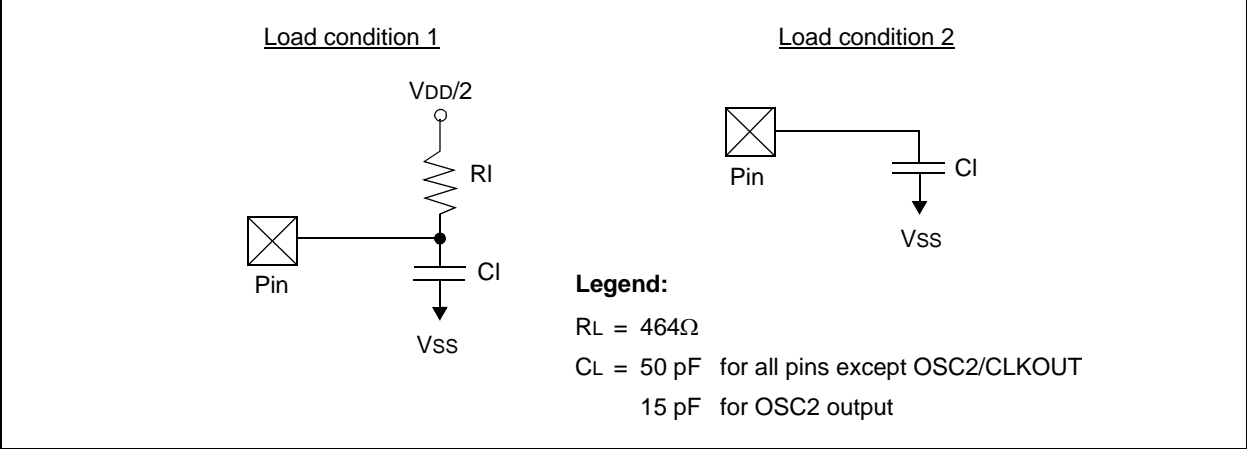 Load condition 1
VDD/2
Rl
Pin
Cl
VSS
Load condition 2
Pin
Cl
VSS
Legend:
RL = 464Ω
CL = 50 pF for all pins except OSC2/CLKOUT
15 pF for OSC2 output